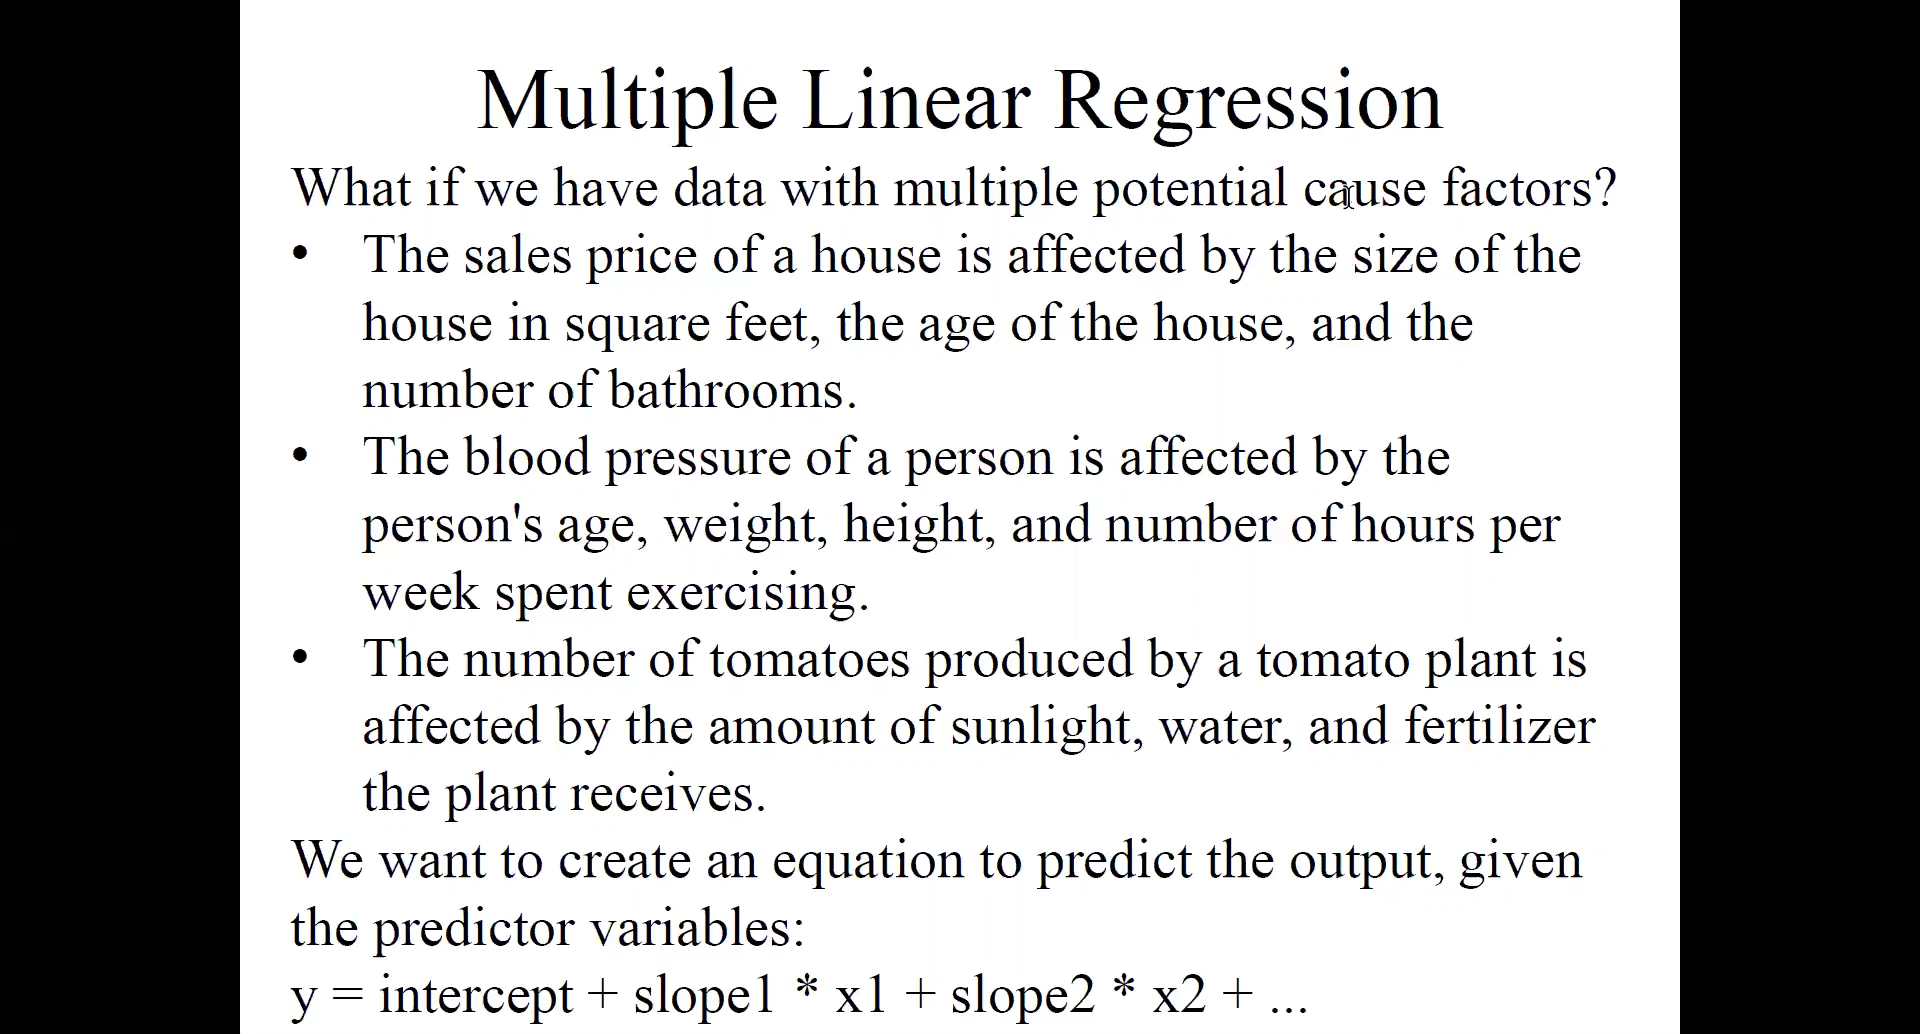 Multiple Linear Regression
What if we have data with multiple potential cause factors?
• The sales price of a house is affected by the size of the
house in square feet, the age of the house, and the
number of bathrooms.
• The blood pressure of a person is affected by the
person's age, weight, height, and number of hours per
week spent exercising.
• The number of tomatoes produced by a tomato plant is
affected by the amount of sunlight, water, and fertilizer
the plant receives.
We want to create an equation to predict the output, given
the predictor variables:
y = intercept + slope1 * x1 + slope2 * x2 + ...